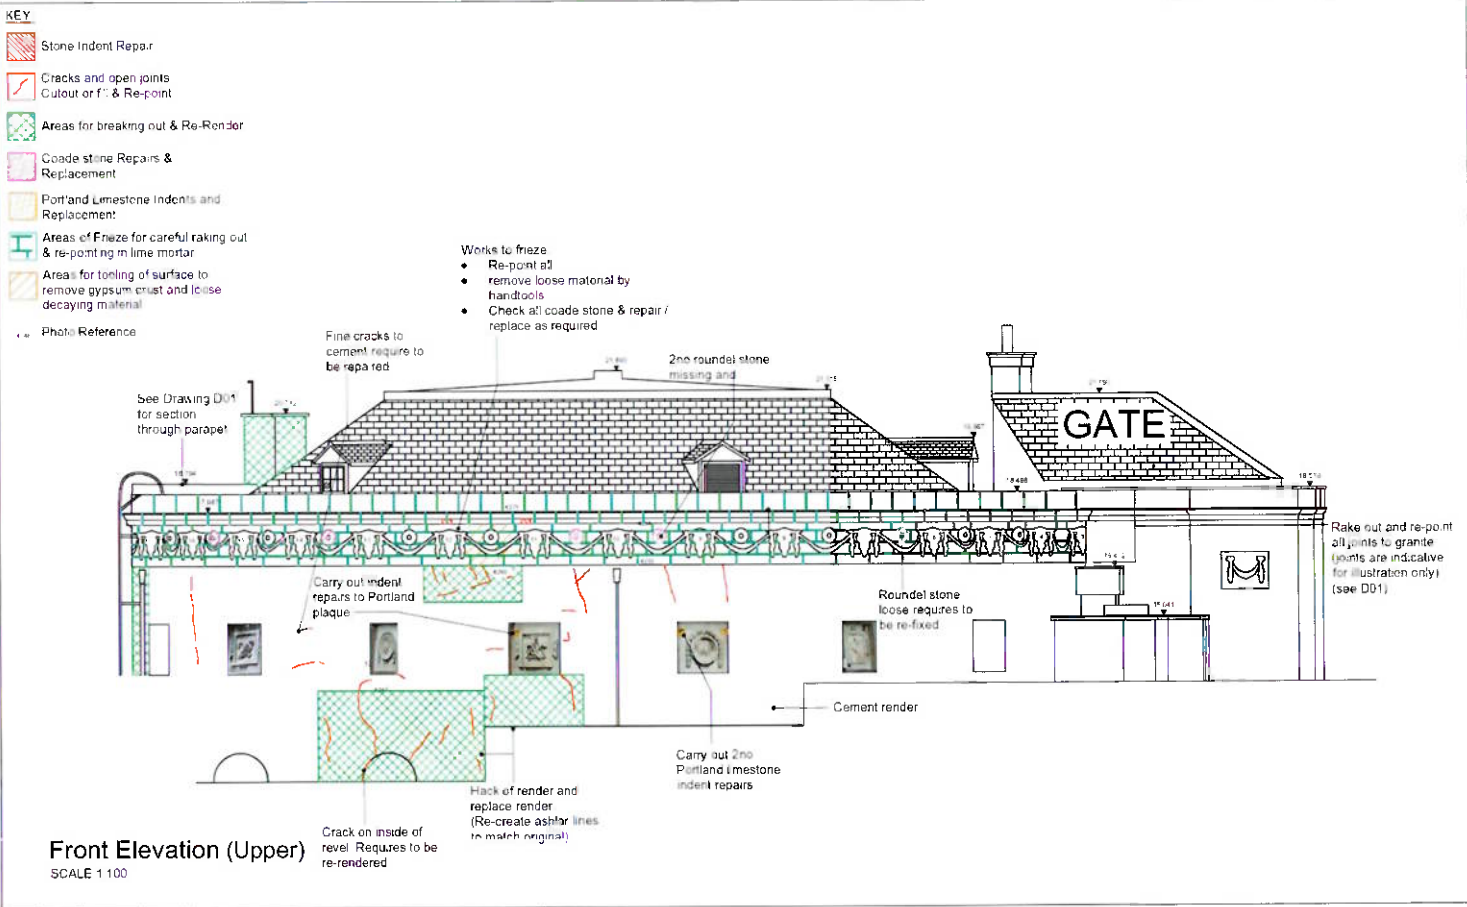 KEY
Stone Indent Repair
Cracks and open joints
Cutout or & Re-point
Areas for breaking out & Re-Render
Coade stone Repairs &
Replacement
Portland Limestone Indents and
Replacement
Areas of Frieze for careful raking out
& re-pointing in lime mortar
Areas for tooling of surface to
remove gypsum crust and loose
decaying material
Photo Reference
Works to frieze
• Re-point all
• remove loose material by
handtools
• Check all coade stone & repair /
replace as required
Fine cracks to
cement require to
be repaired
2no roundel stone
missing and
See Drawing D01
for section
through parapet
GATE
Rake out and re-point
all joints to granite
(joints are indicative
for illustration only)
(see D01)
Carry out indent
repairs to Portland
plaque
Roundel stone
loose requires to
be re-fixed
Cement render
Carry out 2no
Portland limestone
indent repairs
Hack of render and
replace render
(Re-create ashlar lines
to match original)
Crack on inside of
revel Requires to be
re-rendered
Front Elevation (Upper)
SCALE 1 100